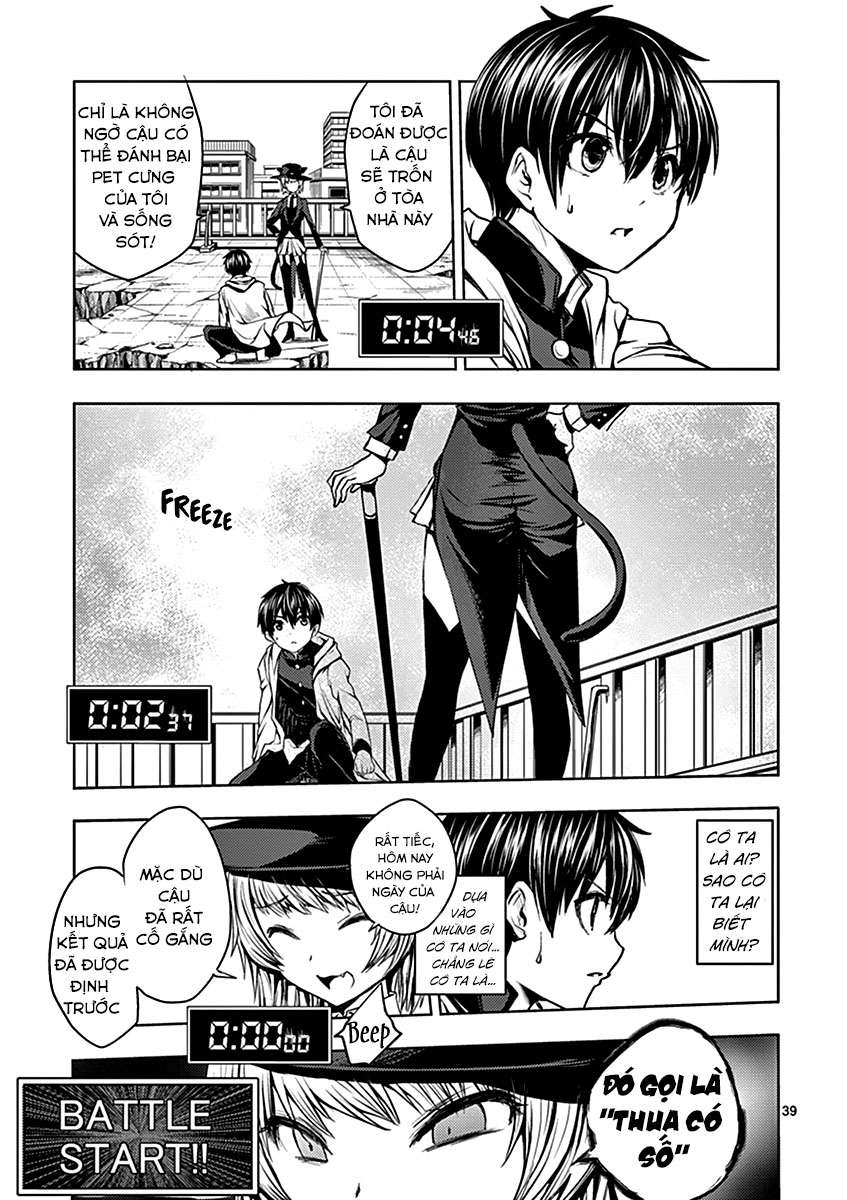 TÔI ĐÃ
ĐOÁN ĐƯỢC
LÀ CẬU
SẼ TRỐN
Ở TÒA
NHÀ NÀY
CHỈ LÀ KHÔNG
NGỜ CẬU CÓ
THỂ ĐÁNH BẠI
PET CƯNG
CỦA TÔI
VÀ SỐNG
SÓT!
0:04 48
FREEZE
0:02 37
CÔ TA
LÀ AI?
SAO CÔ
TA LẠI
BIẾT
MÌNH?
DỰA
VÀO
NHỮNG GÌ
CÔ TA NÓI...
CHẲNG LẼ
CÔ TA LÀ...
RẤT TIẾC,
HÔM NAY
KHÔNG PHẢI
NGÀY CỦA
CẬU!
MẶC DÙ
CẬU
ĐÃ RẤT
CỐ GẮNG
NHƯNG
KẾT QUẢ
ĐÃ ĐƯỢC
ĐỊNH
TRƯỚC
0:00 00
Beep
ĐÓ GỌI LÀ
"THUA CÓ
SỐ"
39
BATTLE
START!!